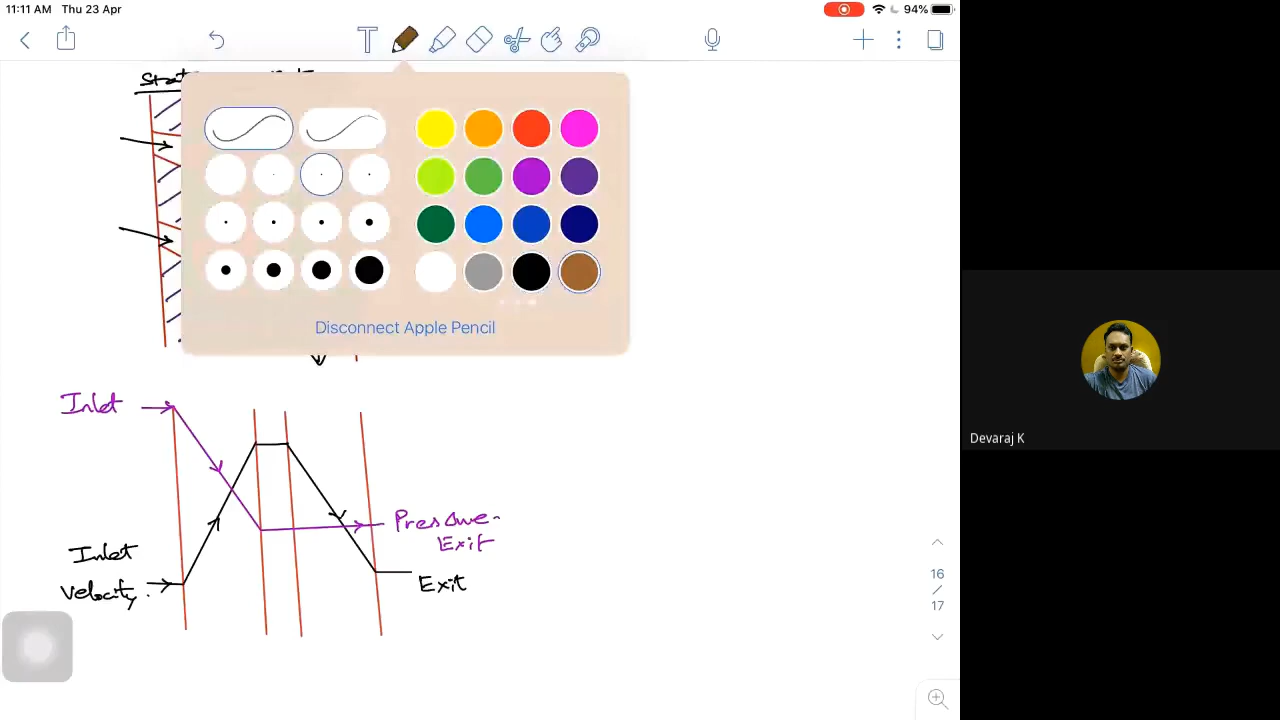 11:11 AM Thu 23 Apr
94%
T
Disconnect Apple Pencil
Inlet
Pressure
Exit
Inlet
Velocity.
Exit
16
/
17
Devaraj K